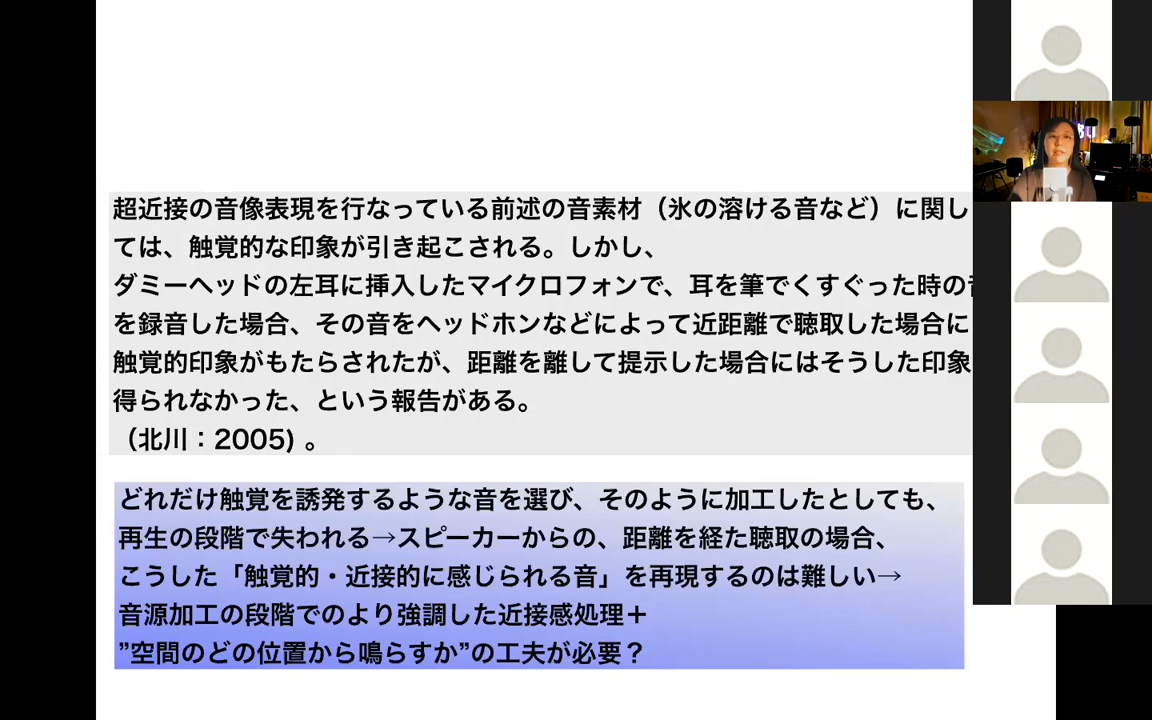 超近接の音像表現を行なっている前述の音素材（氷の溶ける音など）に関し
ては、触覚的な印象が引き起こされる。しかし、
ダミーヘッドの左耳に挿入したマイクロフォンで、耳を筆でくすぐった時の
を録音した場合、その音をヘッドホンなどによって近距離で聴取した場合に
触覚的印象がもたらされたが、距離を離して提示した場合にはそうした印象
得られなかった、という報告がある。
（北川：2005) 。
どれだけ触覚を誘発するような音を選び、そのように加工したとしても、
再生の段階で失われる→スピーカーからの、距離を経た聴取の場合、
こうした「触覚的・近接的に感じられる音」を再現するのは難しい→
音源加工の段階でのより強調した近接感処理＋
”空間のどの位置から鳴らすか”の工夫が必要？